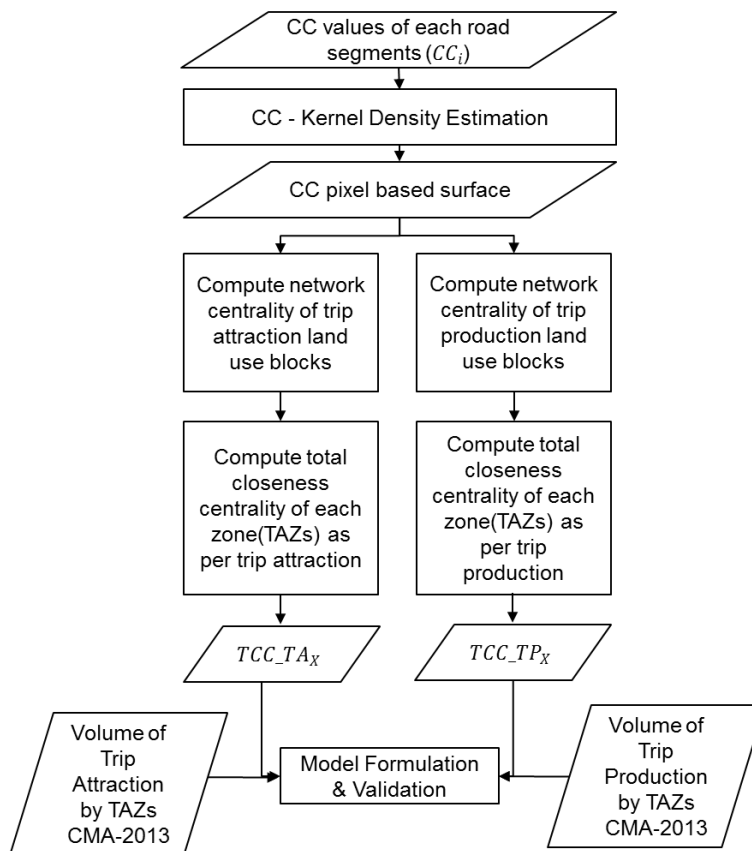 CC values of each road
segments (CCᵢ)
CC - Kernel Density Estimation
CC pixel based surface
Compute network
centrality of trip
attraction land
use blocks
Compute network
centrality of trip
production land
use blocks
Compute total
closeness
centrality of each
zone(TAZs) as
per trip attraction
Compute total
closeness
centrality of each
zone(TAZs) as
per trip
production
TCC_TA_X
TCC_TP_X
Volume of
Trip
Attraction
by TAZs
CMA-2013
Model Formulation
& Validation
Volume of
Trip
Production
by TAZs
CMA-2013